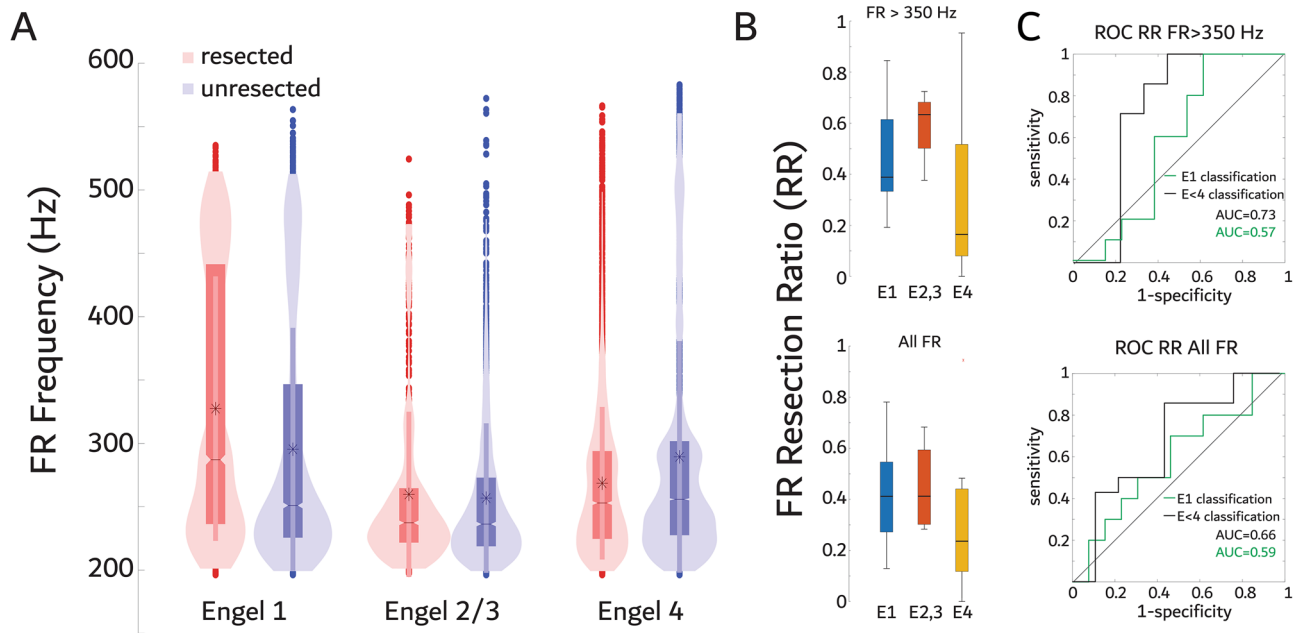 A
FR Frequency (Hz)
600
500
400
300
200
resected
unresected
Engel 1
Engel 2/3
Engel 4
B
FR Resection Ratio (RR)
FR > 350 Hz
1
0.8
0.6
0.4
0.2
0
E1
E2,3
E4
All FR
1
0.8
0.6
0.4
0.2
0
E1
E2,3
E4
C
ROC RR FR>350 Hz
sensitivity
1
0.8
0.6
0.4
0.2
E1 classification
E<4 classification
AUC=0.73
AUC=0.57
0
0.2
0.4
0.6
0.8
1
1-specificity
ROC RR All FR
sensitivity
1
0.8
0.6
0.4
0.2
E1 classification
E<4 classification
AUC=0.66
AUC=0.59
0
0.2
0.4
0.6
0.8
1
1-specificity